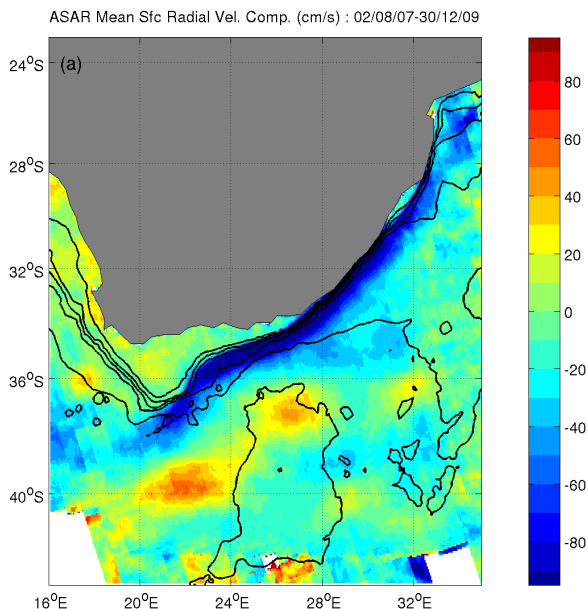 ASAR Mean Sfc Radial Vel. Comp. (cm/s) : 02/08/07-30/12/09
(a)
24°S
28°S
32°S
36°S
40°S
16°E 20°E 24°E 28°E 32°E
80
60
40
20
0
-20
-40
-60
-80